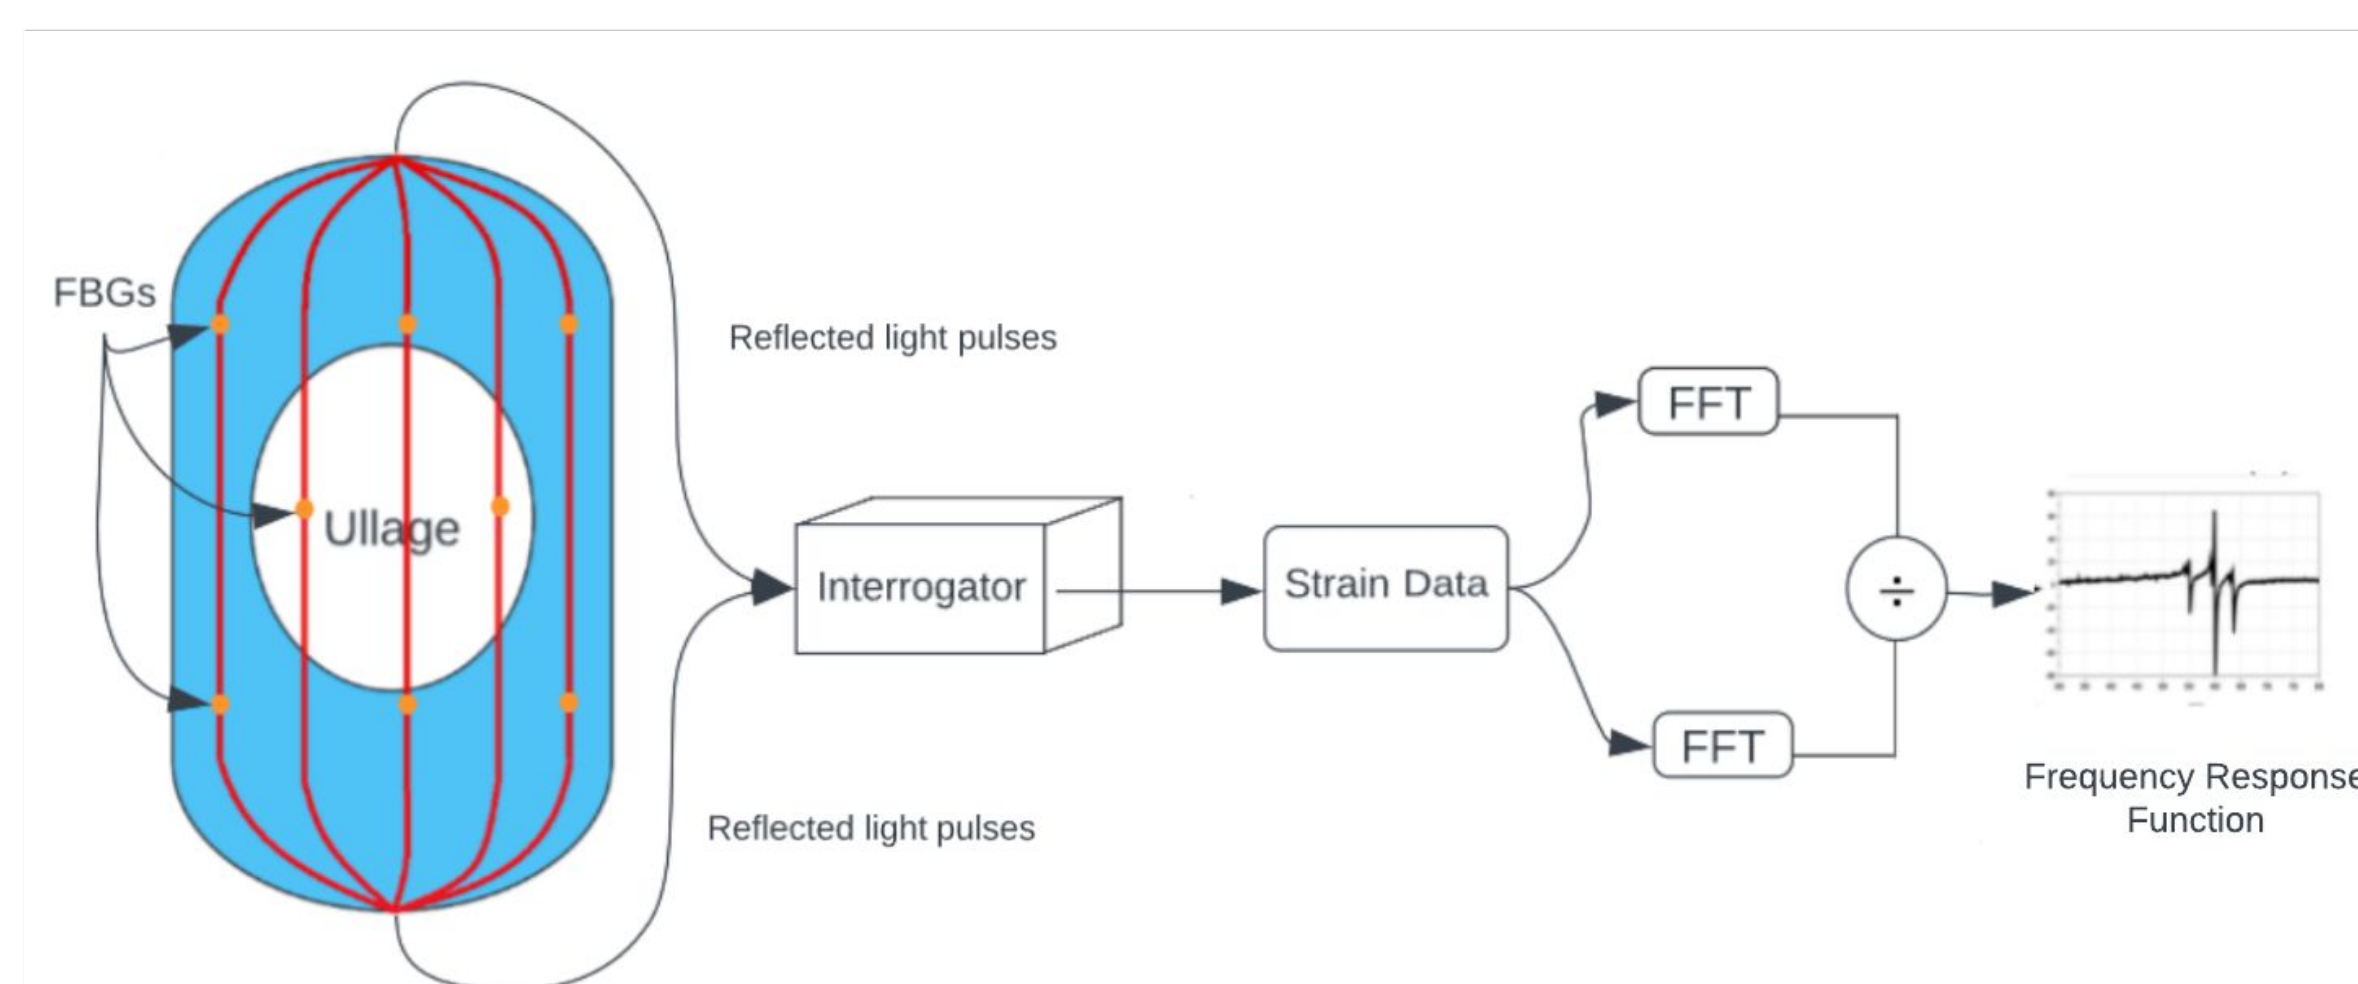 FBGs
Ullage
Reflected light pulses
Reflected light pulses
Interrogator
Strain Data
FFT
FFT
÷
Frequency Response
Function